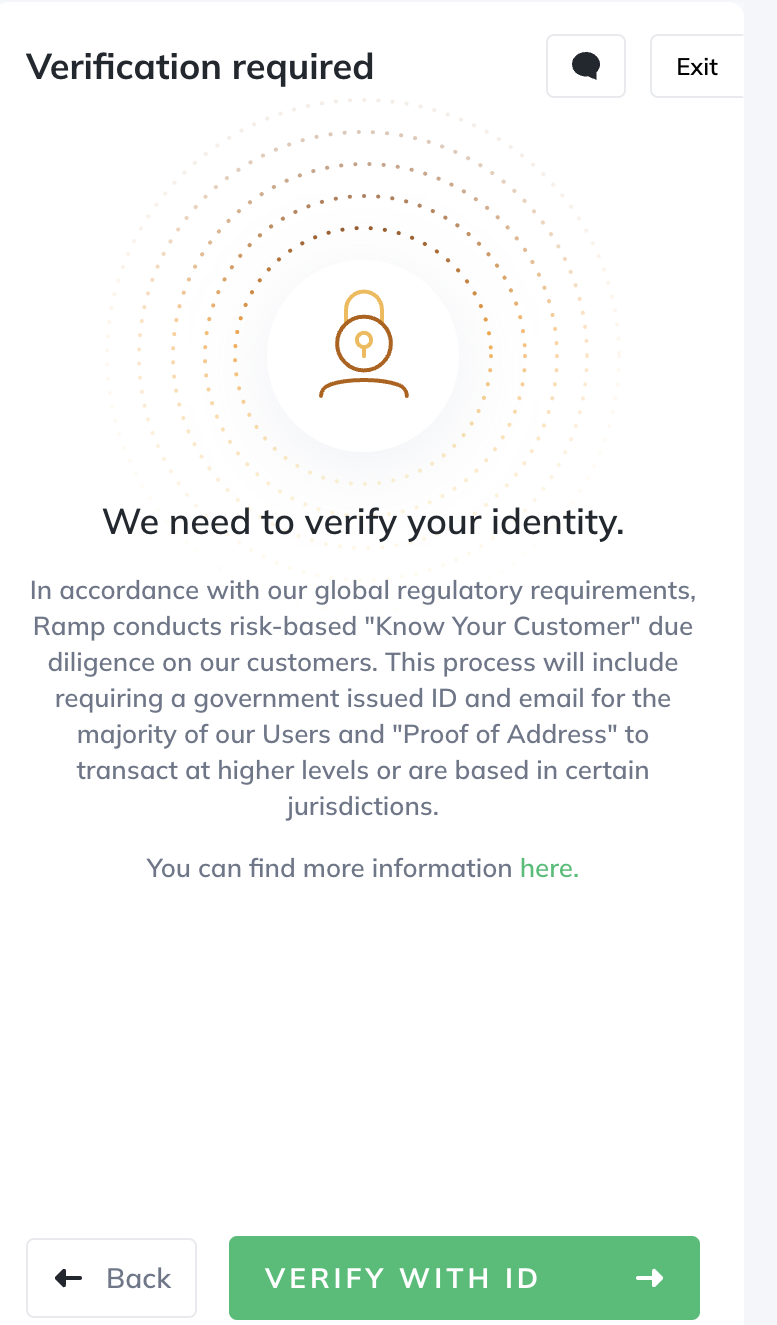 Verification required
Exit
We need to verify your identity.
In accordance with our global regulatory requirements,
Ramp conducts risk-based "Know Your Customer" due
diligence on our customers. This process will include
requiring a government issued ID and email for the
majority of our Users and "Proof of Address" to
transact at higher levels or are based in certain
jurisdictions.
You can find more information here.
Back
VERIFY WITH ID